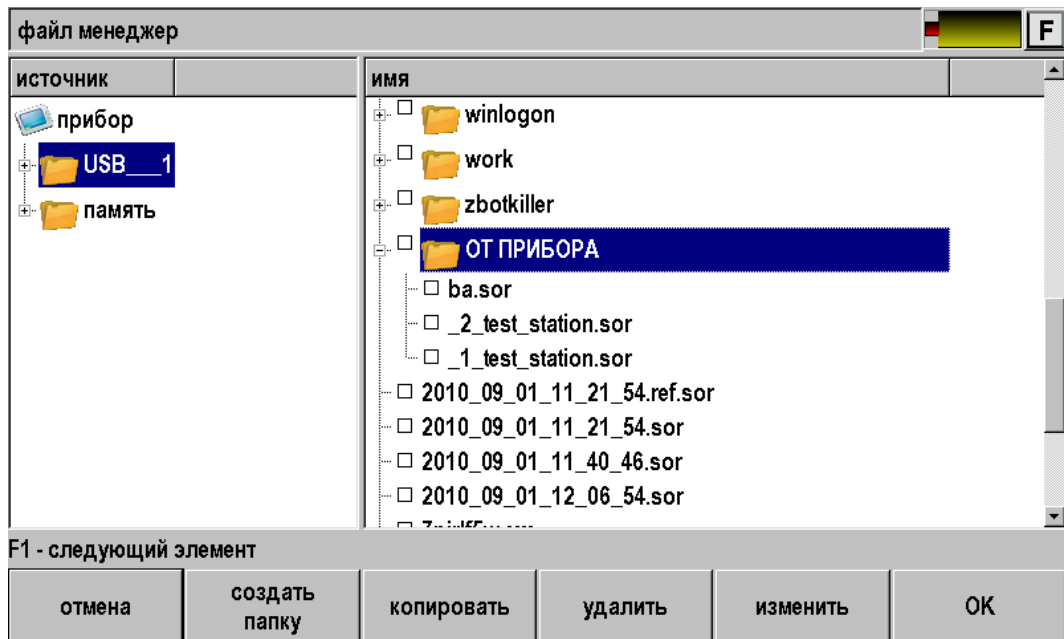 файл менеджер
F
источник
имя
прибор
USB___1
память
winlogon
work
zbotkiller
ОТ ПРИБОРА
ba.sor
_2_test_station.sor
_1_test_station.sor
2010_09_01_11_21_54.ref.sor
2010_09_01_11_21_54.sor
2010_09_01_11_40_46.sor
2010_09_01_12_06_54.sor
F1 - следующий элемент
отмена
создать
папку
копировать
удалить
изменить
OK